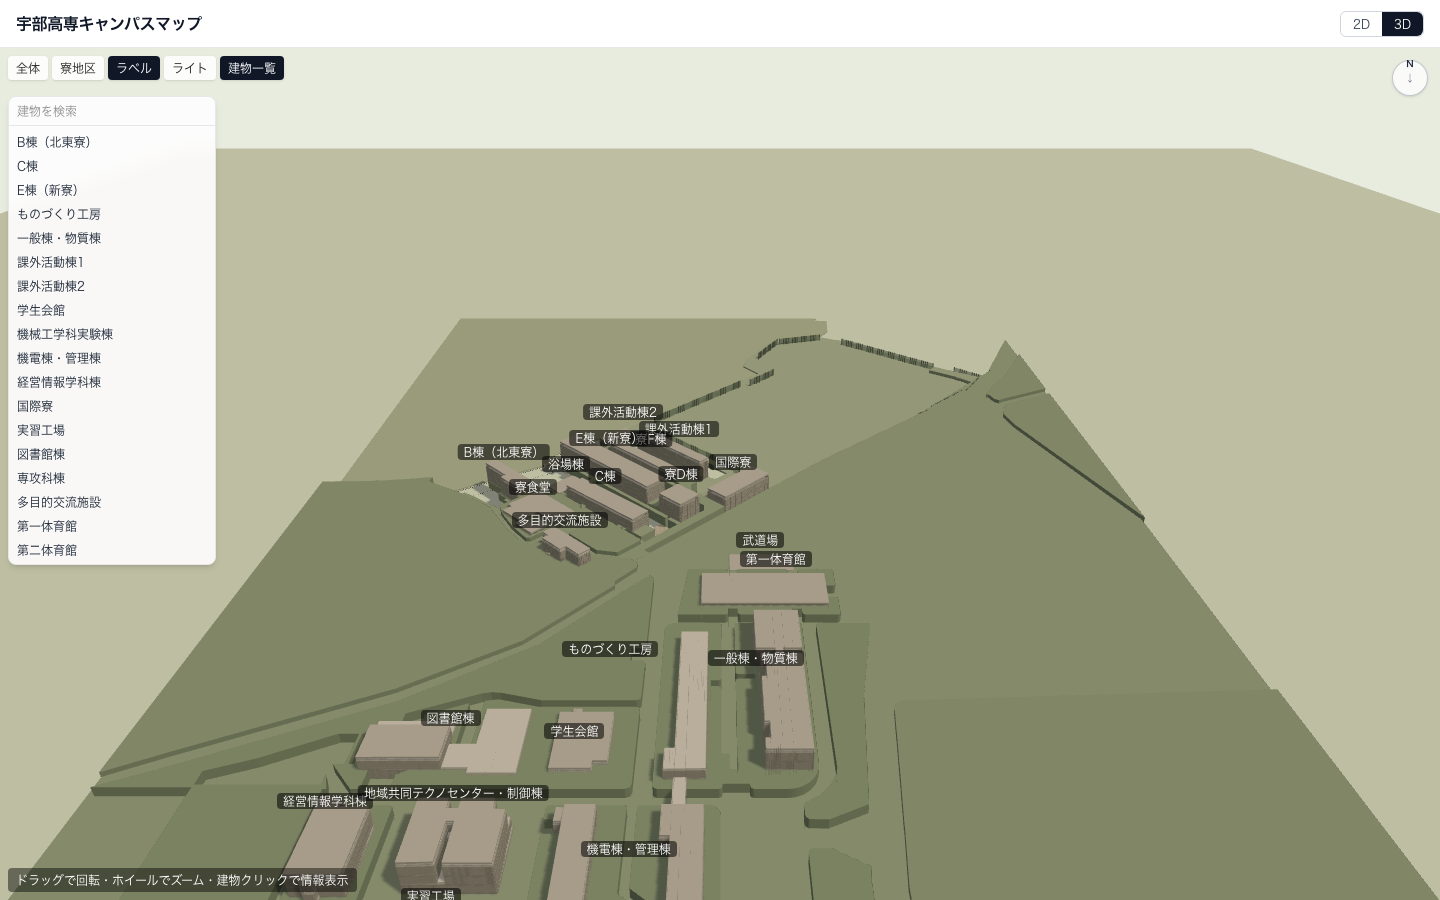 宇部高専キャンパスマップ
2D
3D
全体
寮地区
ラベル
ライト
建物一覧
N
↓
建物を検索
B棟（北東寮）
C棟
E棟（新寮）
ものづくり工房
一般棟・物質棟
課外活動棟1
課外活動棟2
学生会館
機械工学科実験棟
機電棟・管理棟
経営情報学科棟
国際寮
実習工場
図書館棟
専攻科棟
多目的交流施設
第一体育館
第二体育館
課外活動棟2
課外活動棟1
E棟（新寮）
寮F棟
B棟（北東寮）
浴場棟
国際寮
C棟
寮D棟
寮食堂
多目的交流施設
武道場
第一体育館
ものづくり工房
一般棟・物質棟
図書館棟
学生会館
地域共同テクノセンター・制御棟
経営情報学科棟
機電棟・管理棟
実習工場
ドラッグで回転・ホイールでズーム・建物クリックで情報表示